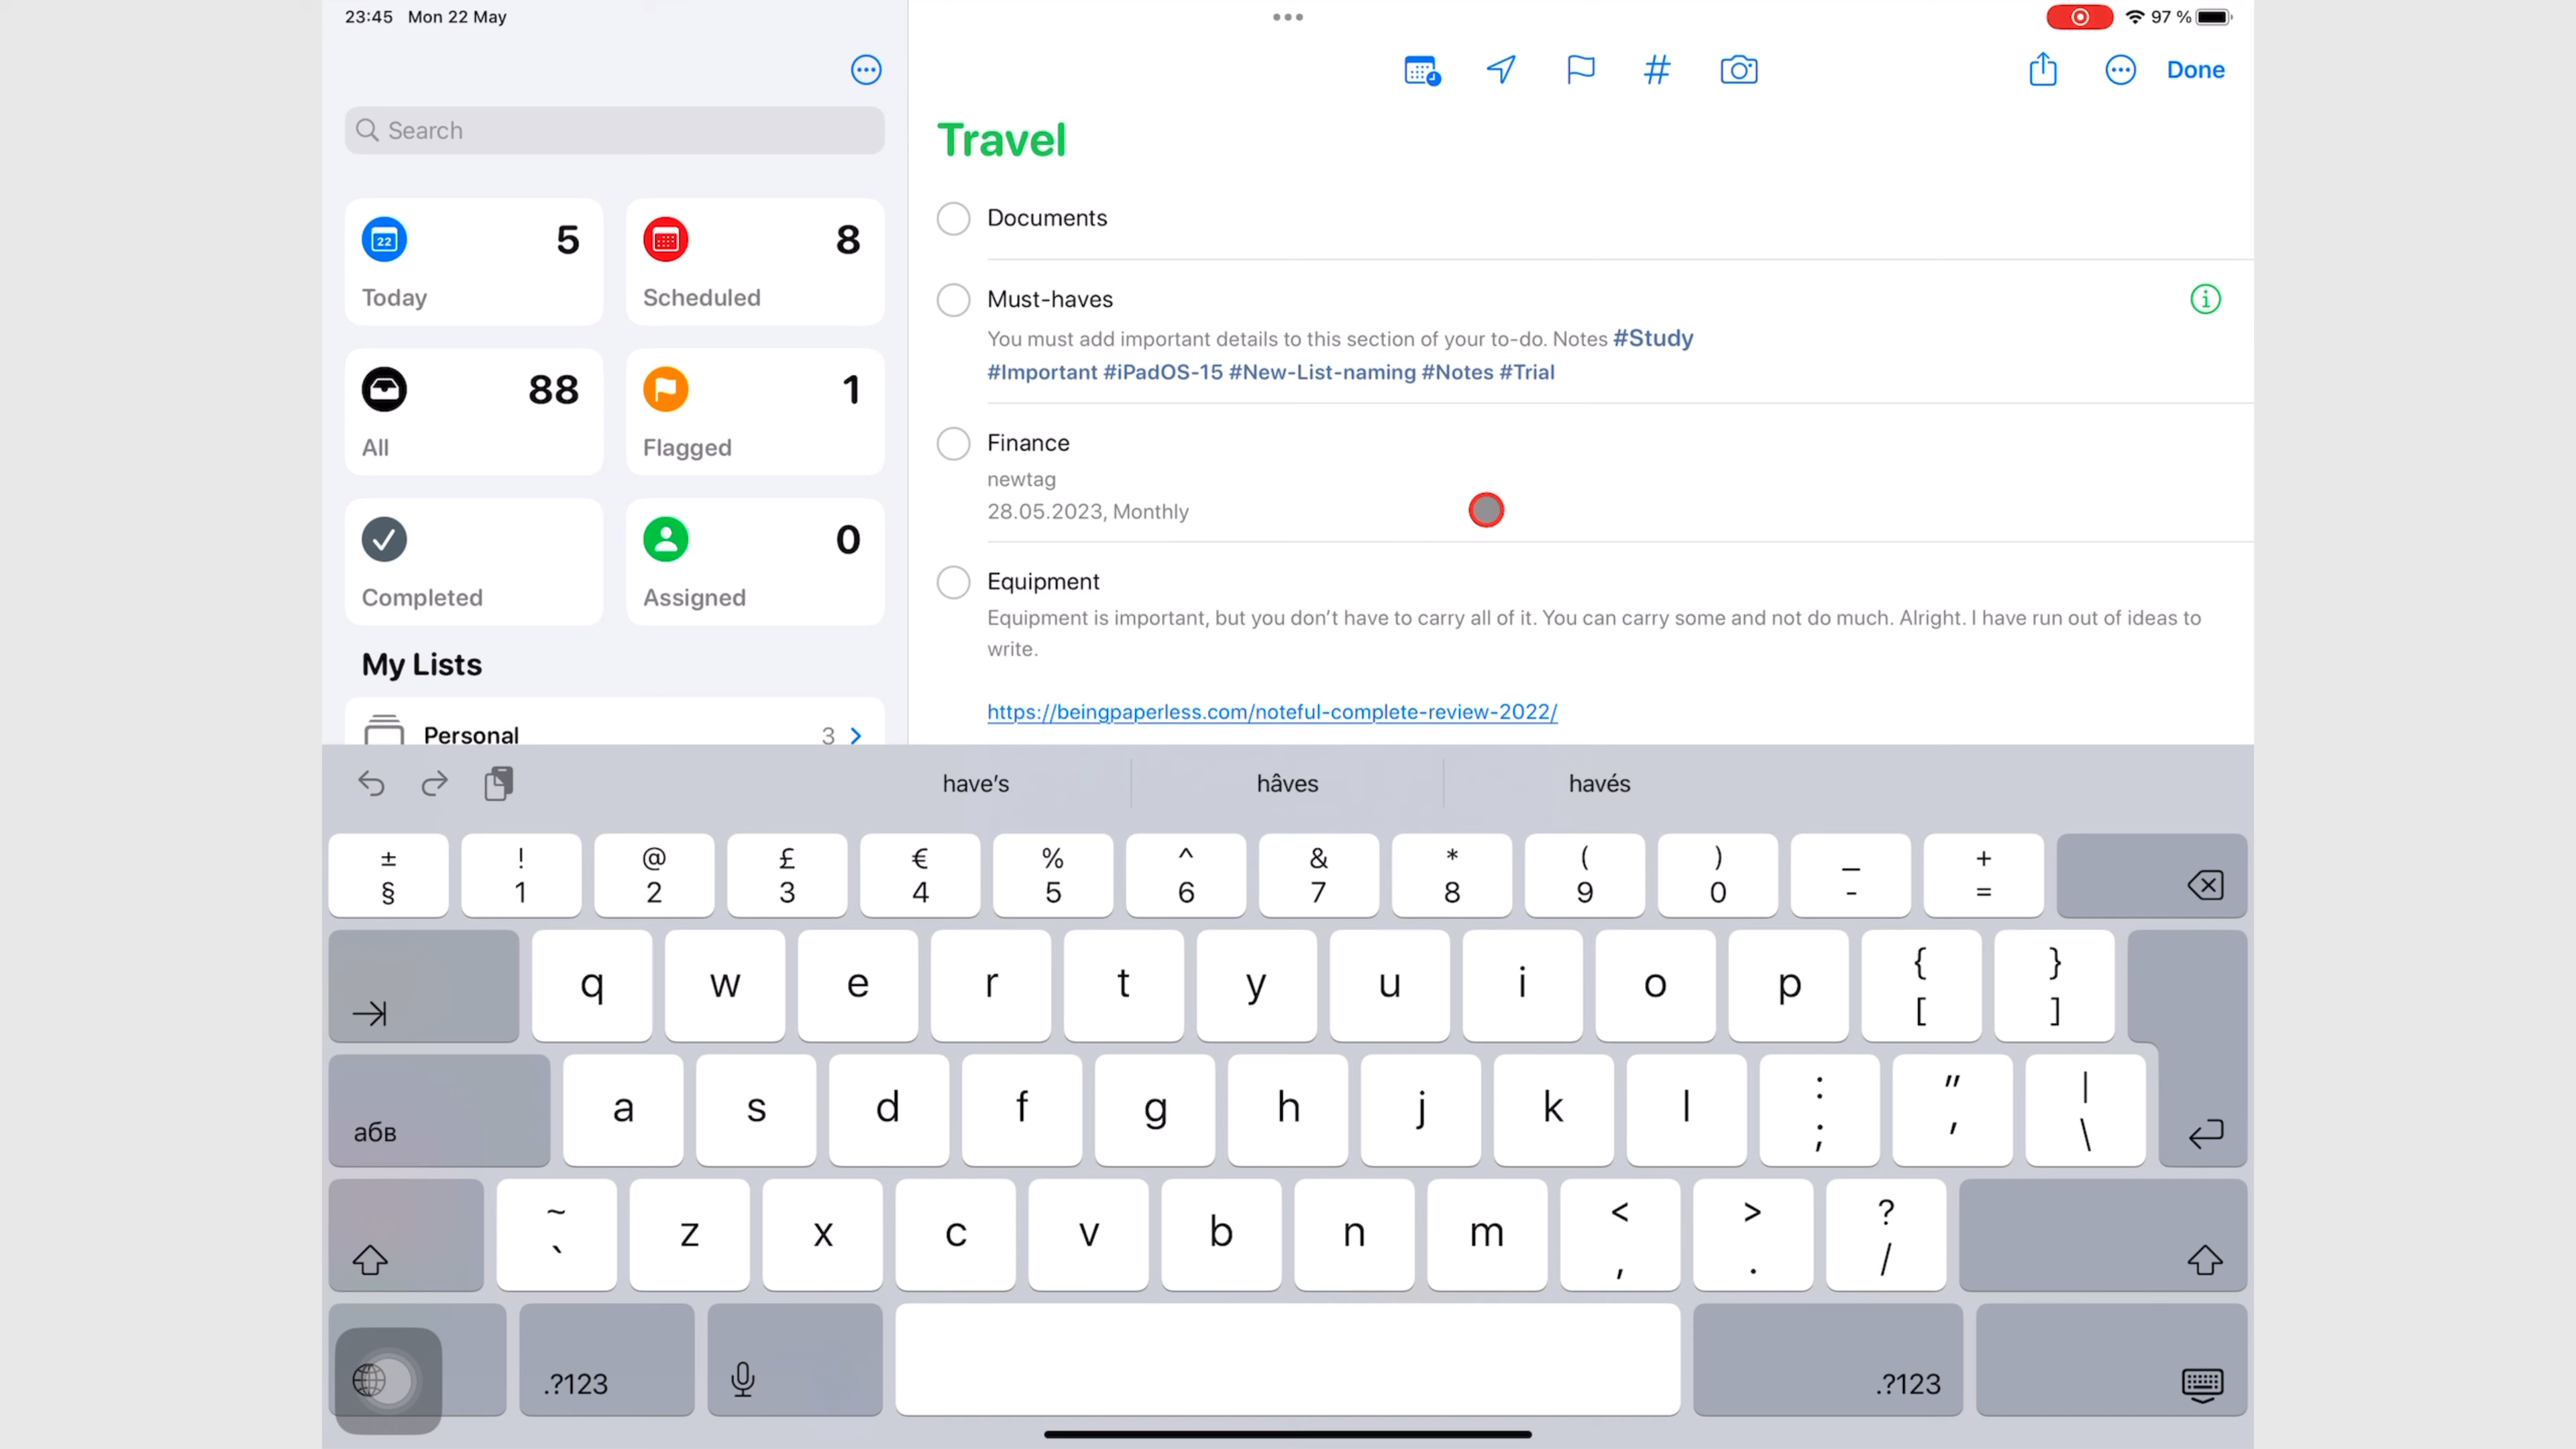 23:45 Mon 22 May
97 %
Done
Search
Travel
22
5
Today
8
Scheduled
88
All
1
Flagged
Completed
0
Assigned
My Lists
Personal
3
Documents
Must-haves
You must add important details to this section of your to-do. Notes #Study
#Important #iPadOS-15 #New-List-naming #Notes #Trial
Finance
newtag
28.05.2023, Monthly
Equipment
Equipment is important, but you don't have to carry all of it. You can carry some and not do much. Alright. I have run out of ideas to
write.
https://beingpaperless.com/noteful-complete-review-2022/
have's hâves havés
± ! @ £ € % ^ & * ( ) _ +
§ 1 2 3 4 5 6 7 8 9 0 - =
q w e r t y u i o p { [ } ]
абв a s d f g h j k l : ; " ' | \
~ ` z x c v b n m < , > . ? /
.?123 .?123